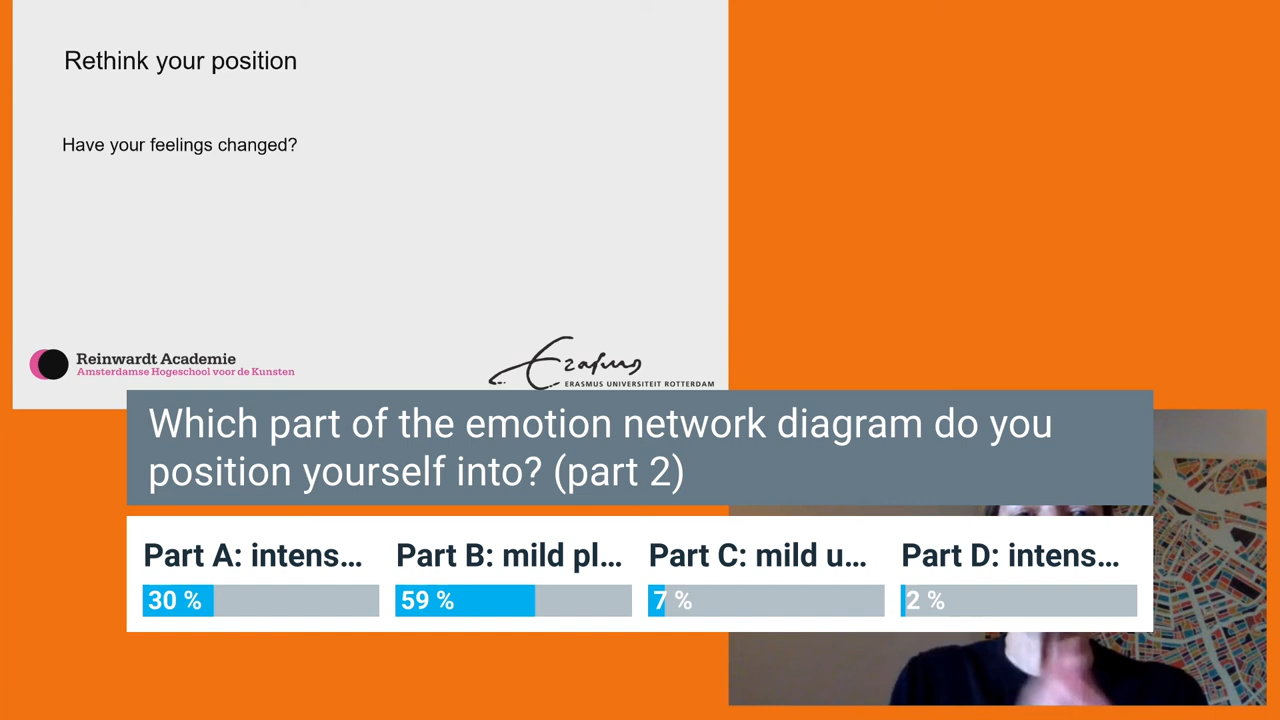 Rethink your position
Have your feelings changed?
Reinwardt Academie
Amsterdamse Hogeschool voor de Kunsten
Erasmus
ERASMUS UNIVERSITEIT ROTTERDAM
Which part of the emotion network diagram do you
position yourself into? (part 2)
Part A: intens...
Part B: mild pl...
Part C: mild u...
Part D: intens...
30 %
59 %
7 %
2 %